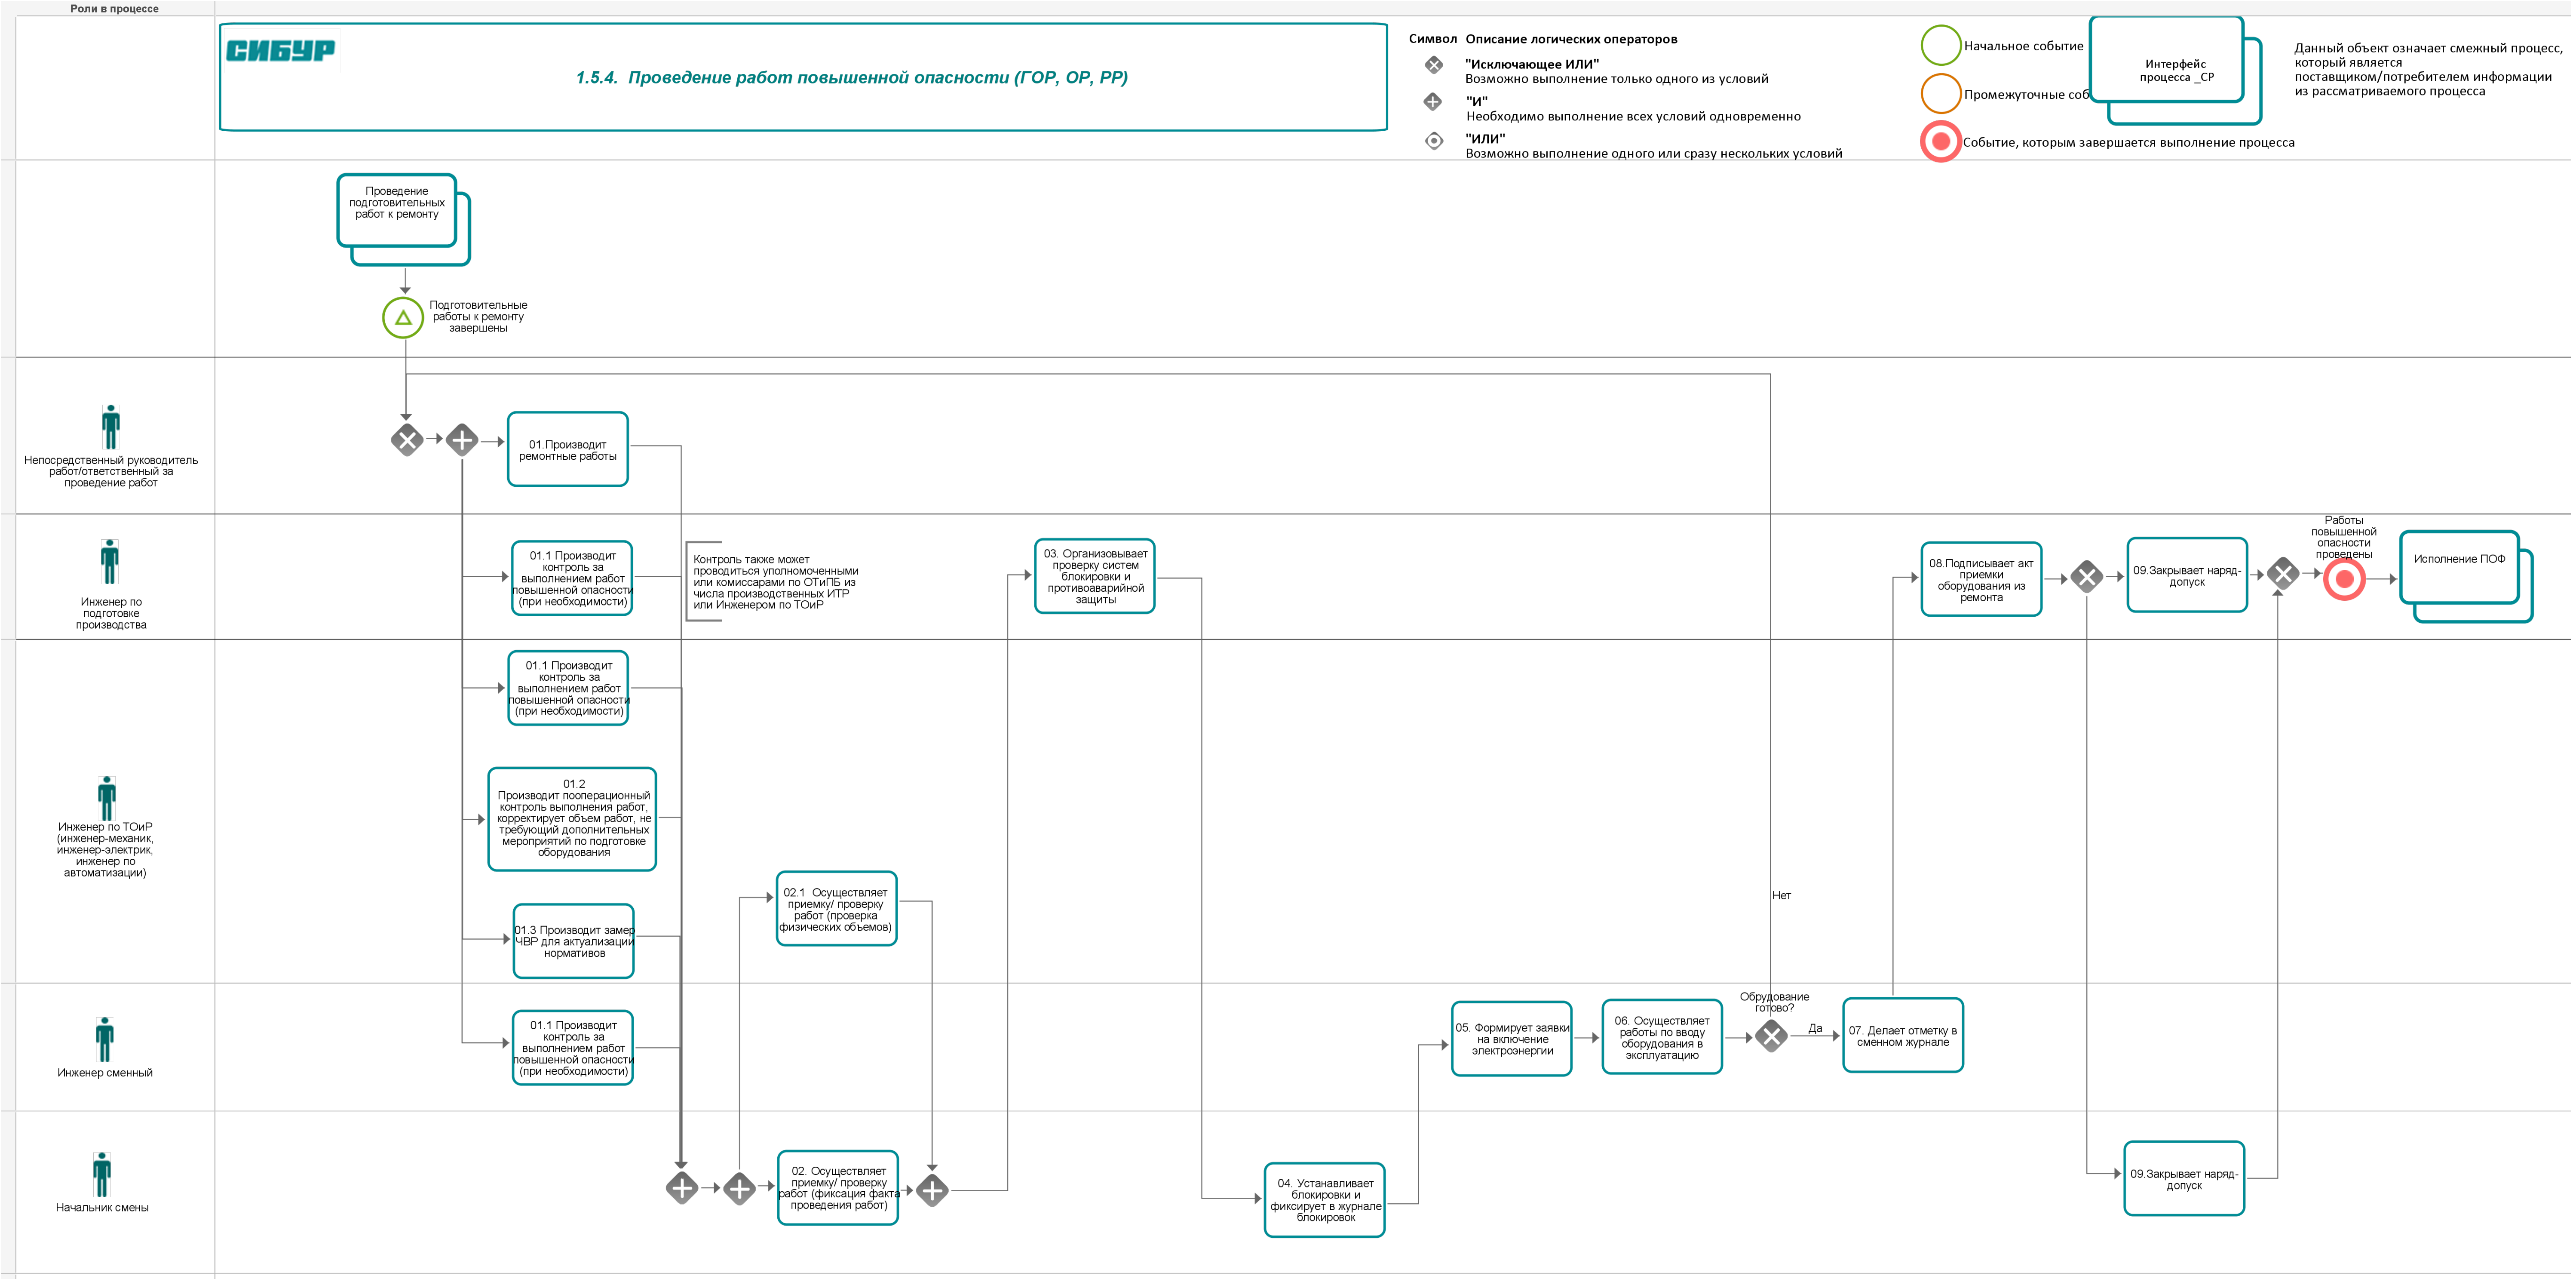 Роли в процессе
СИБУР
1.5.4. Проведение работ повышенной опасности (ГОР, ОР, РР)
Символ Описание логических операторов
"Исключающее ИЛИ"
Возможно выполнение только одного из условий
"И"
Необходимо выполнение всех условий одновременно
"ИЛИ"
Возможно выполнение одного или сразу нескольких условий
Начальное событие
Промежуточные соб
Событие, которым завершается выполнение процесса
Интерфейс
процесса _СР
Данный объект означает смежный процесс,
который является
поставщиком/потребителем информации
из рассматриваемого процесса
Проведение
подготовительных
работ к ремонту
Подготовительные
работы к ремонту
завершены
Непосредственный руководитель
работ/ответственный за
проведение работ
01.Производит
ремонтные работы
Инженер по
подготовке
производства
01.1 Производит
контроль за
выполнением работ
повышенной опасности
(при необходимости)
Контроль также может
проводиться уполномоченными
или комиссарами по ОТиПБ из
числа производственных ИТР
или Инженером по ТОиР
03. Организовывает
проверку систем
блокировки и
противоаварийной
защиты
08.Подписывает акт
приемки
оборудования из
ремонта
09.Закрывает наряд-
допуск
Работы
повышенной
опасности
проведены
Исполнение ПОФ
Инженер по ТОиР
(инженер-механик,
инженер-электрик,
инженер по
автоматизации)
01.1 Производит
контроль за
выполнением работ
повышенной опасности
(при необходимости)
01.2
Производит пооперационный
контроль выполнения работ,
корректирует объем работ, не
требующий дополнительных
мероприятий по подготовке
оборудования
01.3 Производит замер
ЧВР для актуализации
нормативов
02.1 Осуществляет
приемку/ проверку
работ (проверка
физических объемов)
Нет
Инженер сменный
01.1 Производит
контроль за
выполнением работ
повышенной опасности
(при необходимости)
05. Формирует заявки
на включение
электроэнергии
06. Осуществляет
работы по вводу
оборудования в
эксплуатацию
Обрудование
готово?
Да
07. Делает отметку в
сменном журнале
Начальник смены
02. Осуществляет
приемку/ проверку
работ (фиксация факта
проведения работ)
04. Устанавливает
блокировки и
фиксирует в журнале
блокировок
09.Закрывает наряд-
допуск